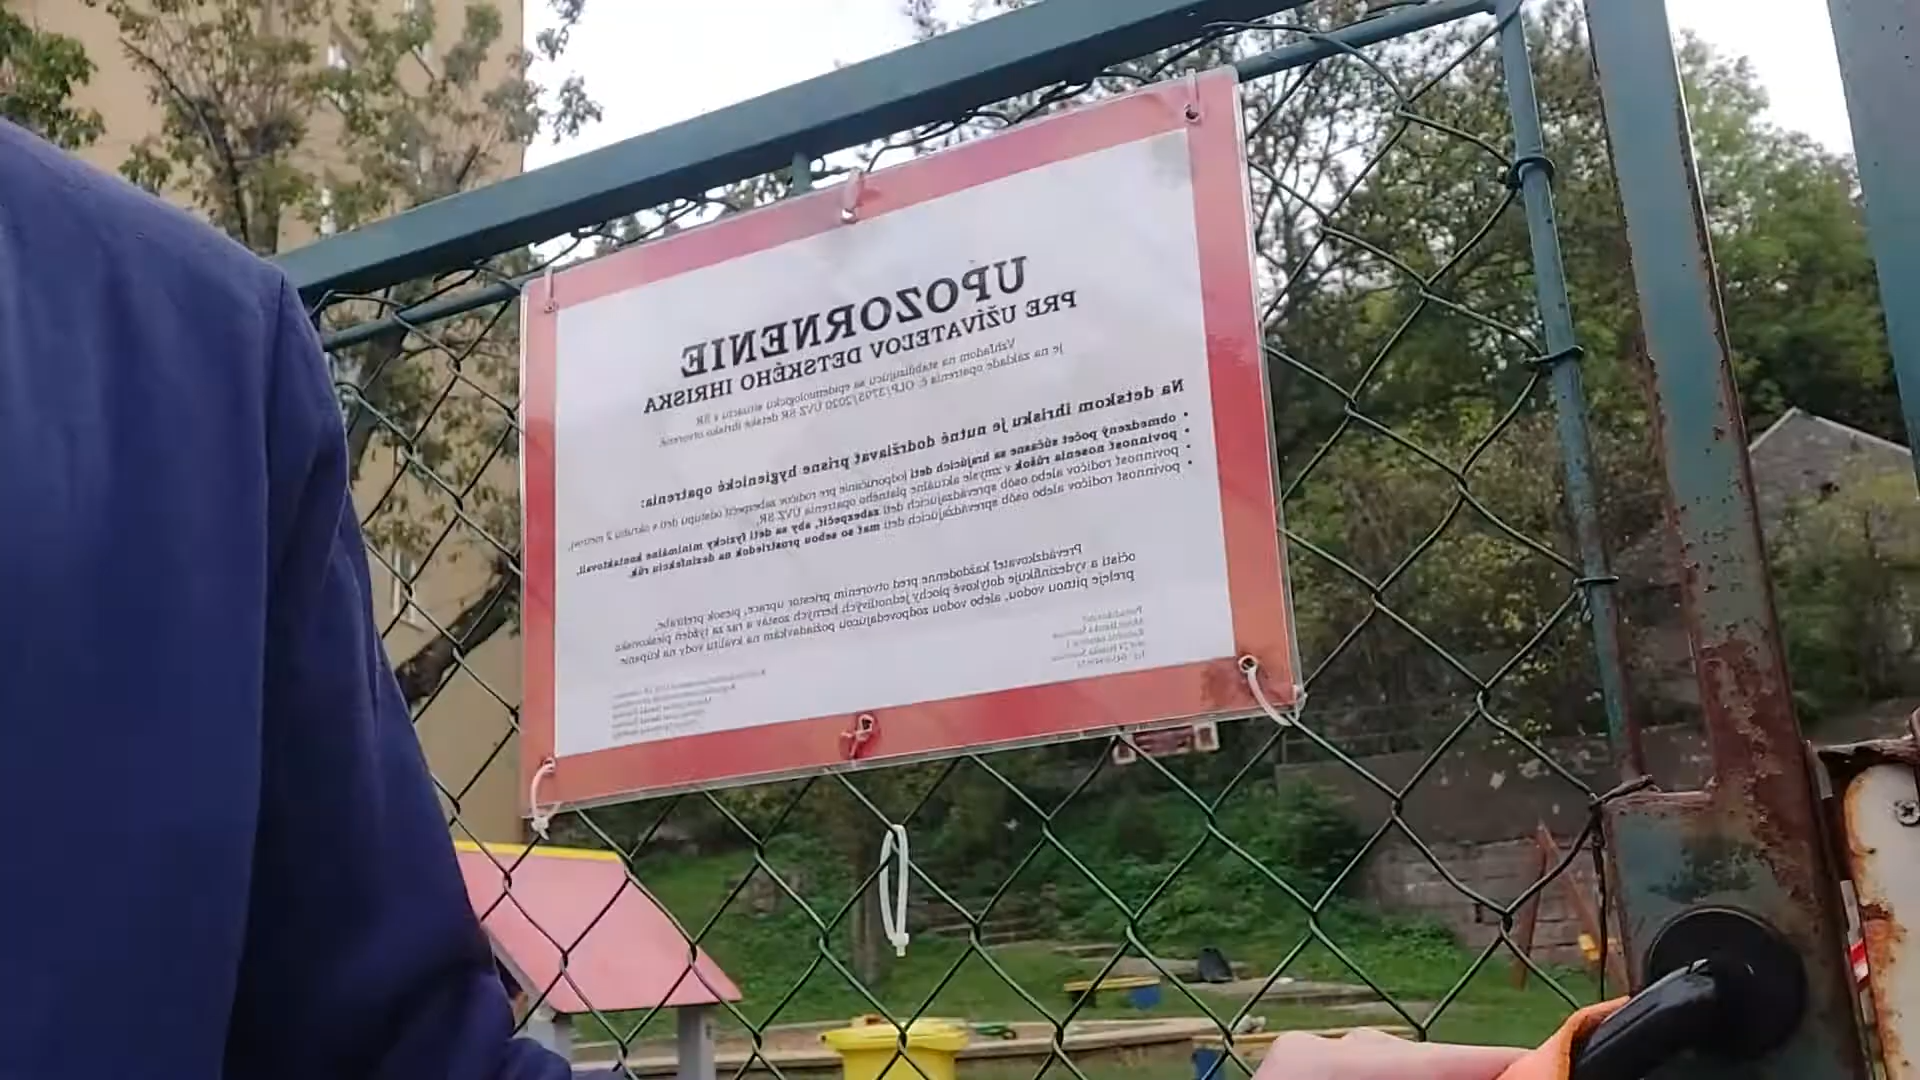 UPOZORNENIE
PRE UŽÍVATEĽOV DETSKÉHO IHRISKA
Vzhľadom na stabilizujúcu sa epidemiologickú situáciu v SR
je na základe opatrenia č. OLP/3795/2020 ÚVZ SR detské ihrisko otvorené.
Na detskom ihrisku je nutné dodržiavať prísne hygienické opatrenia:
• obmedzený počet súčasne sa hrajúcich detí (odporúčanie pre rodičov zabezpečiť odstupy detí v okruhu 2 metrov),
• povinnosť nosenia rúšok v zmysle aktuálne platného opatrenia ÚVZ SR,
• povinnosť rodičov alebo osôb sprevádzajúcich deti zabezpečiť, aby sa deti fyzicky minimálne kontaktovali,
• povinnosť rodičov alebo osôb sprevádzajúcich deti mať so sebou prostriedok na dezinfekciu rúk.
Prevádzkovateľ každodenne pred otvorením priestor uprace, piesok prehrabe,
očistí a vydezinfikuje dotykové plochy jednotlivých herných zostáv a raz za týždeň pieskovisko
preleje pitnou vodou, alebo vodou zodpovedajúcou požiadavkám na kvalitu vody na kúpanie